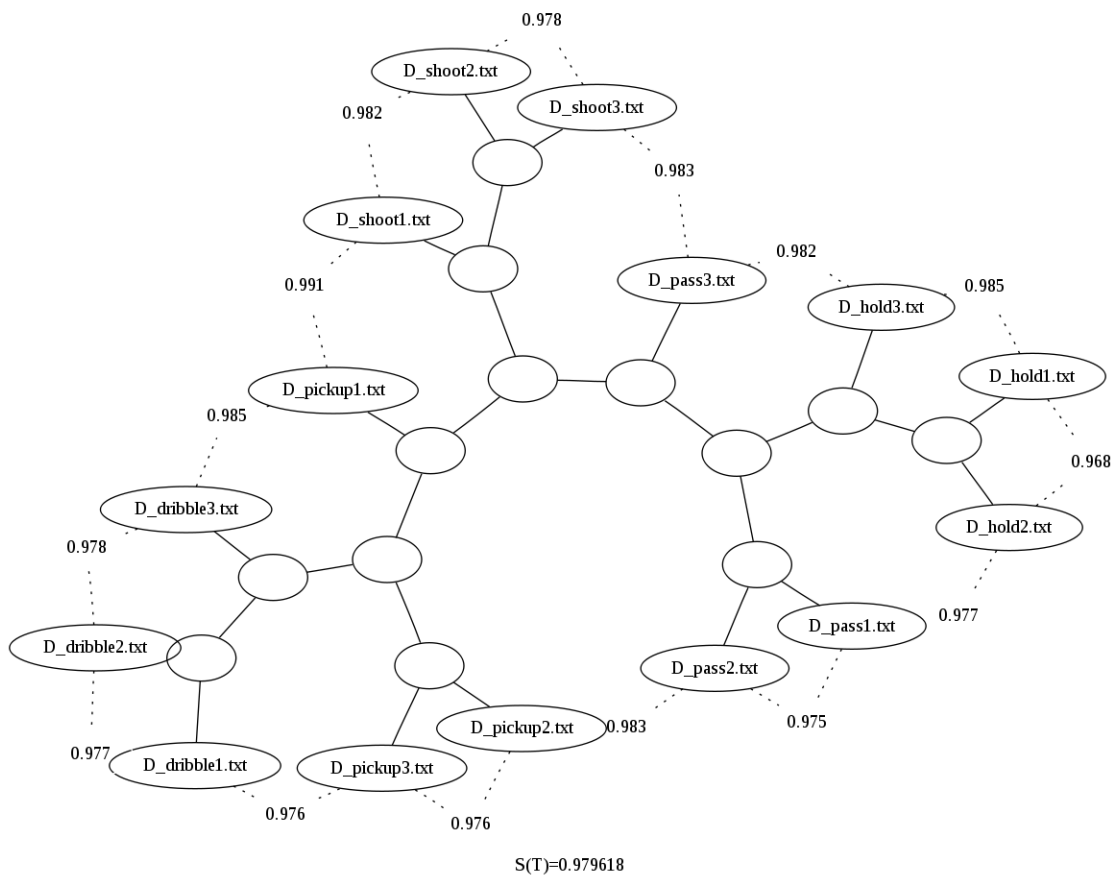 0.978
D_shoot2.txt
D_shoot3.txt
0.982
0.983
D_shoot1.txt
0.982
D_pass3.txt
0.991
0.985
D_hold3.txt
D_hold1.txt
D_pickup1.txt
0.985
0.968
D_dribble3.txt
D_hold2.txt
0.978
0.977
D_pass1.txt
D_dribble2.txt
D_pass2.txt
0.983
0.975
D_pickup2.txt
0.977
D_dribble1.txt
D_pickup3.txt
0.976
0.976
S(T)=0.979618